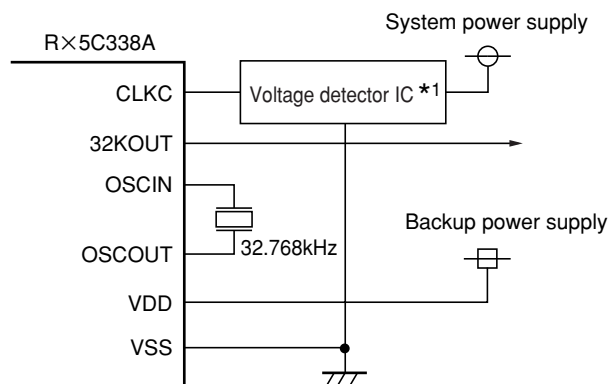 System power supply
R×5C338A
CLKC
Voltage detector IC *1
32KOUT
OSCIN
Backup power supply
OSCOUT
32.768kHz
VDD
VSS